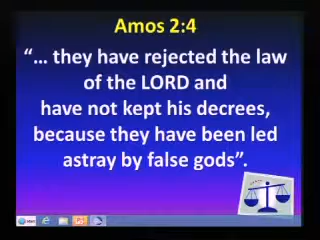 Amos 2:4
“... they have rejected the law
of the LORD and
have not kept his decrees,
because they have been led
astray by false gods”.